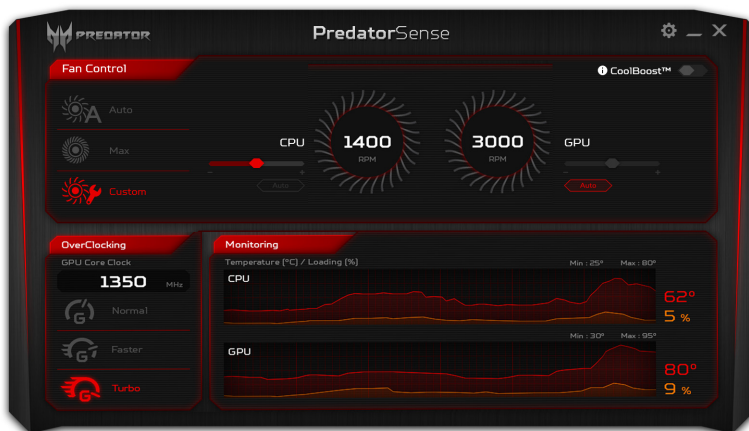 PREDATOR
PredatorSense
Fan Control
CoolBoost™
Auto
Max
Custom
CPU
1400
RPM
3000
RPM
GPU
- +
Auto
- +
Auto
OverClocking
GPU Core Clock
1350 MHz
G Normal
G Faster
G Turbo
Monitoring
Temperature (°C) / Loading (%)
Min : 25° Max : 80°
CPU
62°
5 %
Min : 30° Max : 95°
GPU
80°
9 %